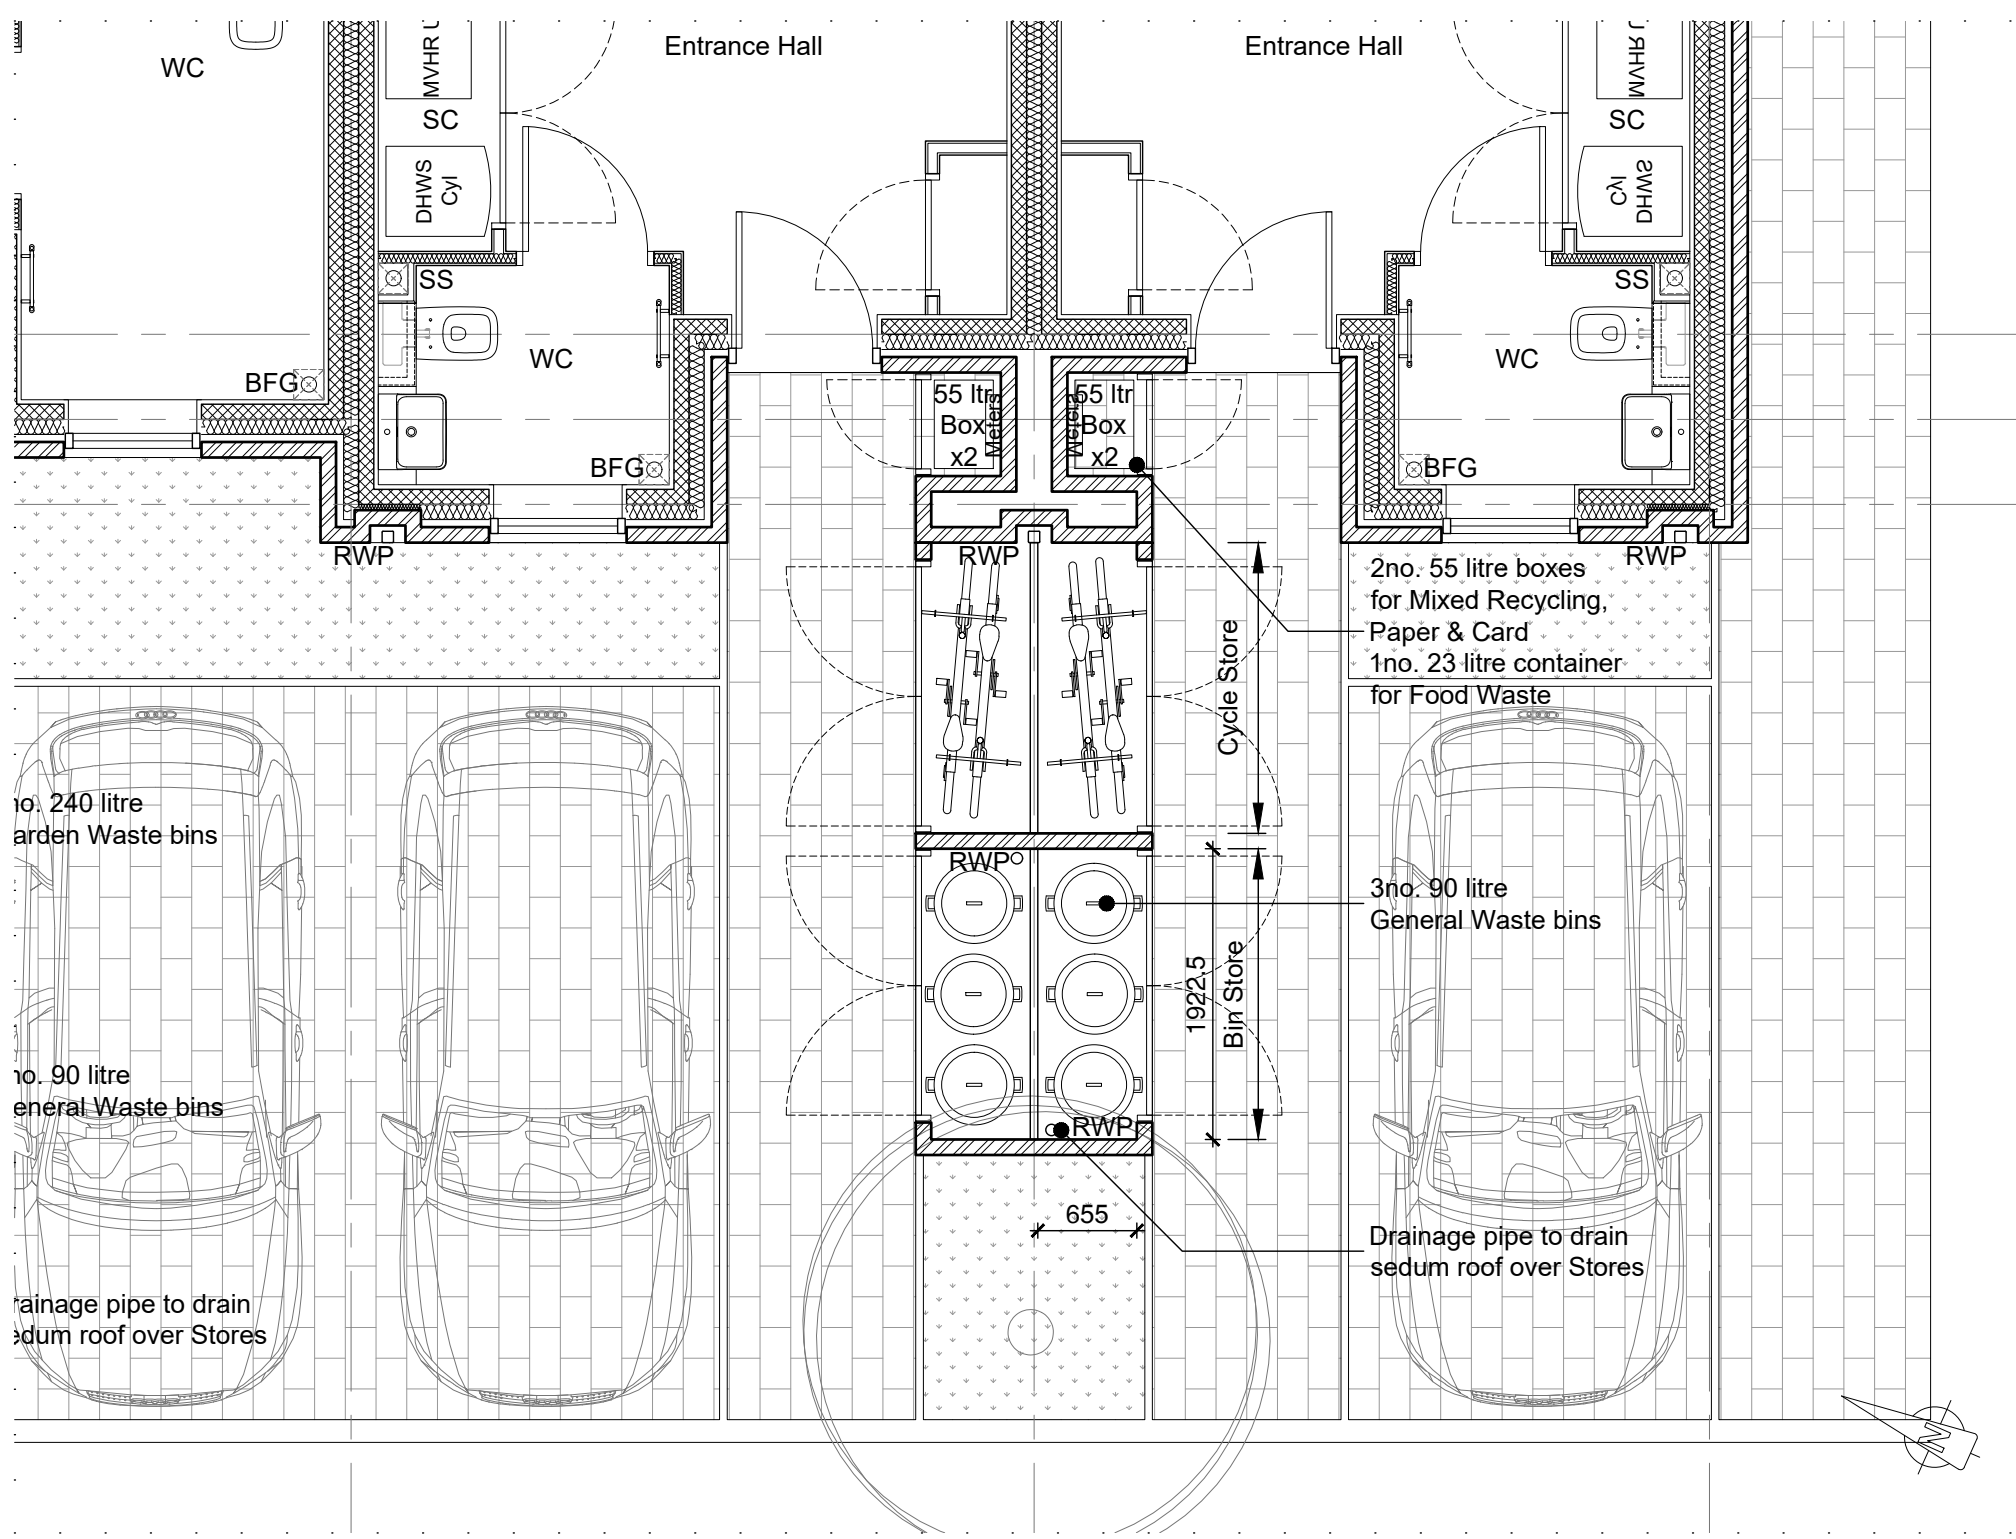 Entrance Hall
Entrance Hall
WC
MVHR U
MVHR U
SC
SC
DHWS
Cyl
DHWS
Cyl
SS
SS
WC
WC
BFG
55 ltr
Box
x2
Meters
55 ltr
Box
x2
Meters
BFG
BFG
RWP
RWP
RWP
2no. 55 litre boxes
for Mixed Recycling,
Paper & Card
1no. 23 litre container
for Food Waste
Cycle Store
no. 240 litre
arden Waste bins
RWP
3no. 90 litre
General Waste bins
1922.5
Bin Store
no. 90 litre
eneral Waste bins
RWP
655
Drainage pipe to drain
sedum roof over Stores
rainage pipe to drain
edum roof over Stores
N